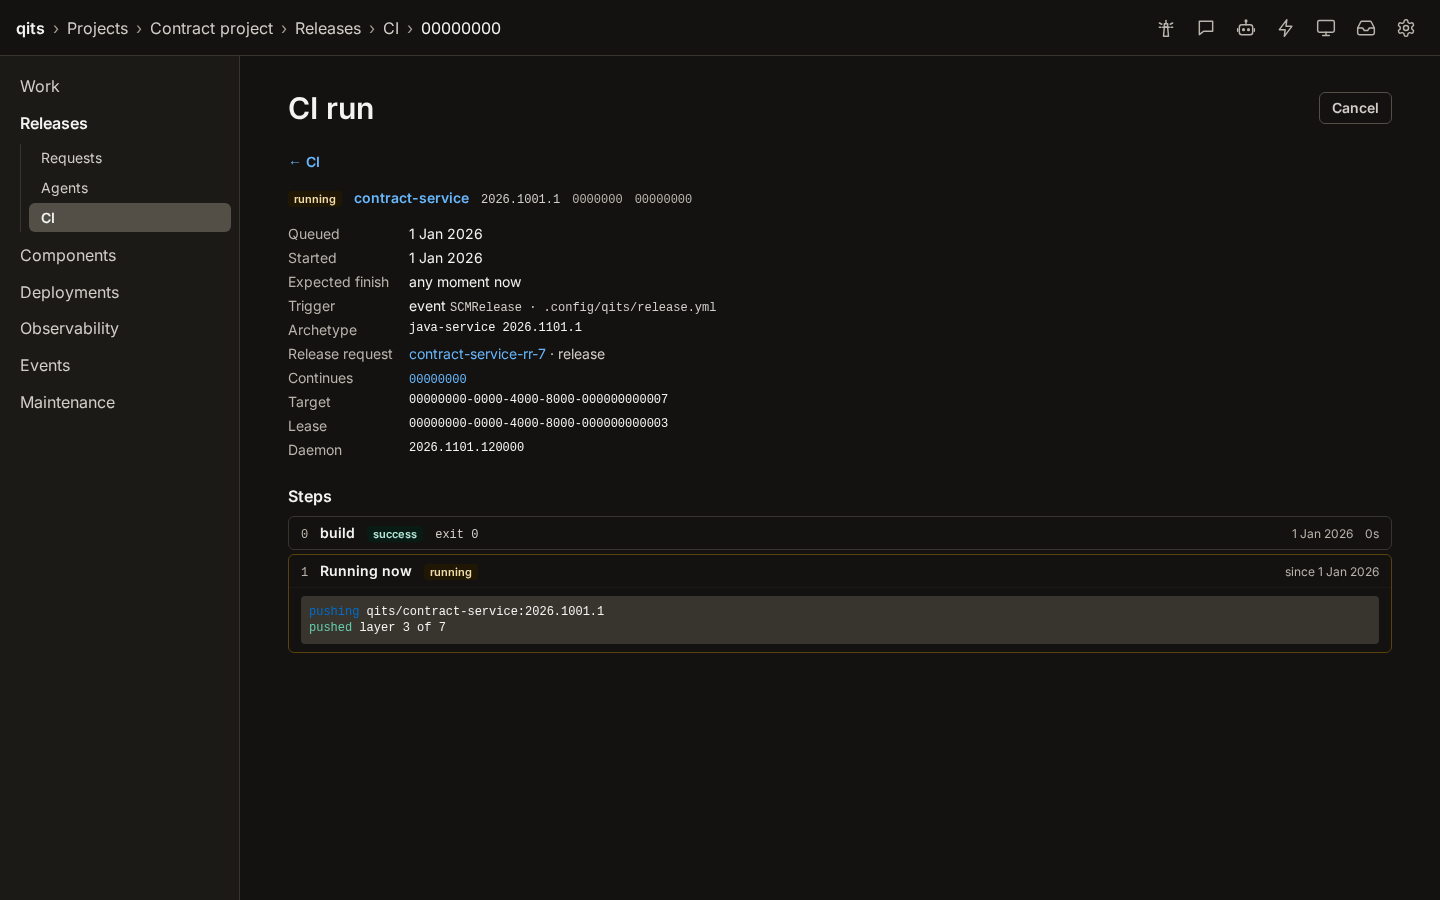 qits › Projects › Contract project › Releases › CI › 00000000
Work
Releases
Requests
Agents
CI
Components
Deployments
Observability
Events
Maintenance
CI run
Cancel
← CI
running contract-service 2026.1001.1 0000000 00000000
Queued 1 Jan 2026
Started 1 Jan 2026
Expected finish any moment now
Trigger event SCMRelease · .config/qits/release.yml
Archetype java-service 2026.1101.1
Release request contract-service-rr-7 · release
Continues 00000000
Target 00000000-0000-4000-8000-000000000007
Lease 00000000-0000-4000-8000-000000000003
Daemon 2026.1101.120000
Steps
0 build success exit 0 1 Jan 2026 0s
1 Running now running since 1 Jan 2026
pushing qits/contract-service:2026.1001.1
pushed layer 3 of 7